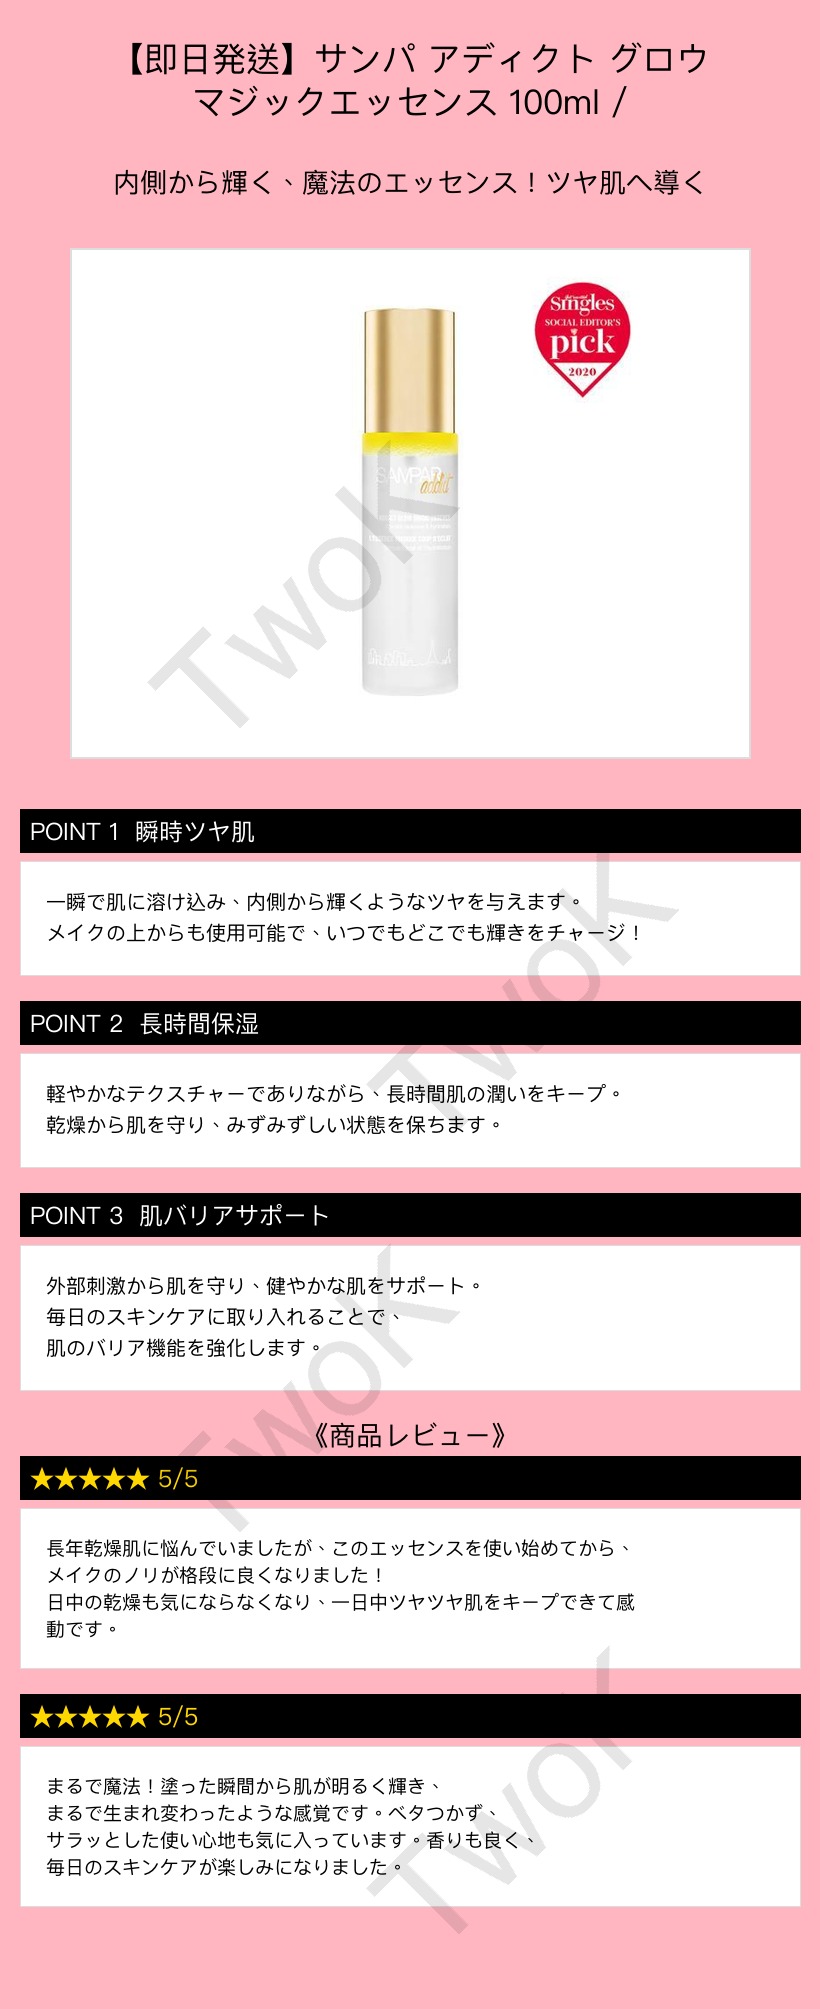 【即日発送】サンパ アディクト グロウ
マジックエッセンス 100ml /
内側から輝く、魔法のエッセンス！ツヤ肌へ導く
Singles
SOCIAL EDITOR'S
pick
2020
SAMPAR
addict
TwoK
POINT 1 瞬時ツヤ肌
一瞬で肌に溶け込み、内側から輝くようなツヤを与えます。
メイクの上からも使用可能で、いつでもどこでも輝きをチャージ！
TwoK
POINT 2 長時間保湿
軽やかなテクスチャーでありながら、長時間肌の潤いをキープ。
乾燥から肌を守り、みずみずしい状態を保ちます。
POINT 3 肌バリアサポート
外部刺激から肌を守り、健やかな肌をサポート。
毎日のスキンケアに取り入れることで、
肌のバリア機能を強化します。
TwoK
《商品レビュー》
★★★★★ 5/5
長年乾燥肌に悩んでいましたが、このエッセンスを使い始めてから、
メイクのノリが格段に良くなりました！
日中の乾燥も気にならなくなり、一日中ツヤツヤ肌をキープできて感
動です。
★★★★★ 5/5
まるで魔法！塗った瞬間から肌が明るく輝き、
まるで生まれ変わったような感覚です。ベタつかず、
サラッとした使い心地も気に入っています。香りも良く、
毎日のスキンケアが楽しみになりました。
TwoK